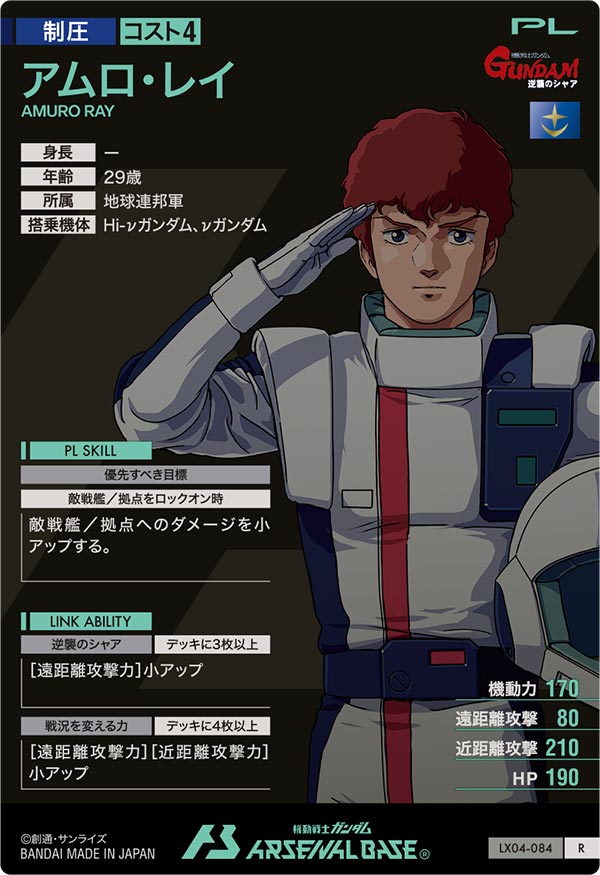 制圧 コスト4 PL
アムロ・レイ
AMURO RAY
機動戦士ガンダム
GUNDAM
逆襲のシャア
身長 ー
年齢 29歳
所属 地球連邦軍
搭乗機体 Hi-νガンダム、νガンダム
PL SKILL
優先すべき目標
敵戦艦／拠点をロックオン時
敵戦艦／拠点へのダメージを小
アップする。
LINK ABILITY
逆襲のシャア デッキに3枚以上
[遠距離攻撃力]小アップ
戦況を変える力 デッキに4枚以上
[遠距離攻撃力][近距離攻撃力]
小アップ
機動力 170
遠距離攻撃 80
近距離攻撃 210
HP 190
©創通・サンライズ
BANDAI MADE IN JAPAN
機動戦士ガンダム
ARSENAL BASE®
LX04-084 R